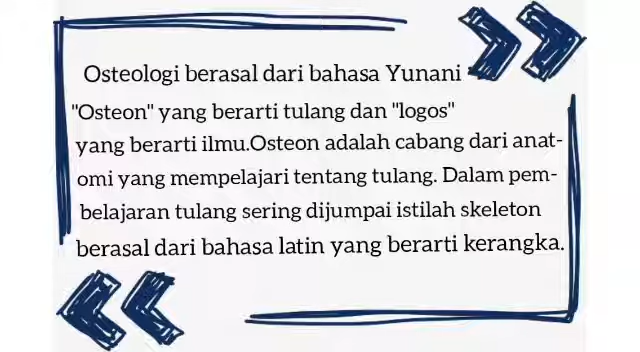 Osteologi berasal dari bahasa Yunani
"Osteon" yang berarti tulang dan "logos"
yang berarti ilmu.Osteon adalah cabang dari anat-
omi yang mempelajari tentang tulang. Dalam pem-
belajaran tulang sering dijumpai istilah skeleton
berasal dari bahasa latin yang berarti kerangka.